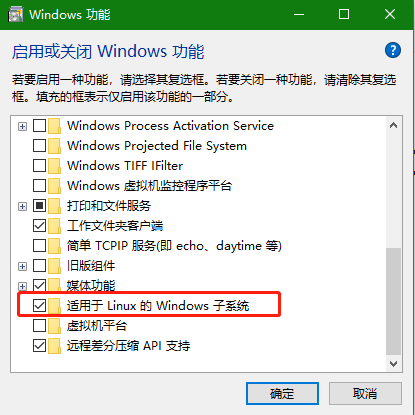 Windows 功能
启用或关闭 Windows 功能
若要启用一种功能，请选择其复选框。若要关闭一种功能，请清除其复选
框。填充的框表示仅启用该功能的一部分。
Windows Process Activation Service
Windows Projected File System
Windows TIFF IFilter
Windows 虚拟机监控程序平台
打印和文件服务
工作文件夹客户端
简单 TCPIP 服务(即 echo、daytime 等)
旧版组件
媒体功能
适用于 Linux 的 Windows 子系统
虚拟机平台
远程差分压缩 API 支持
确定
取消